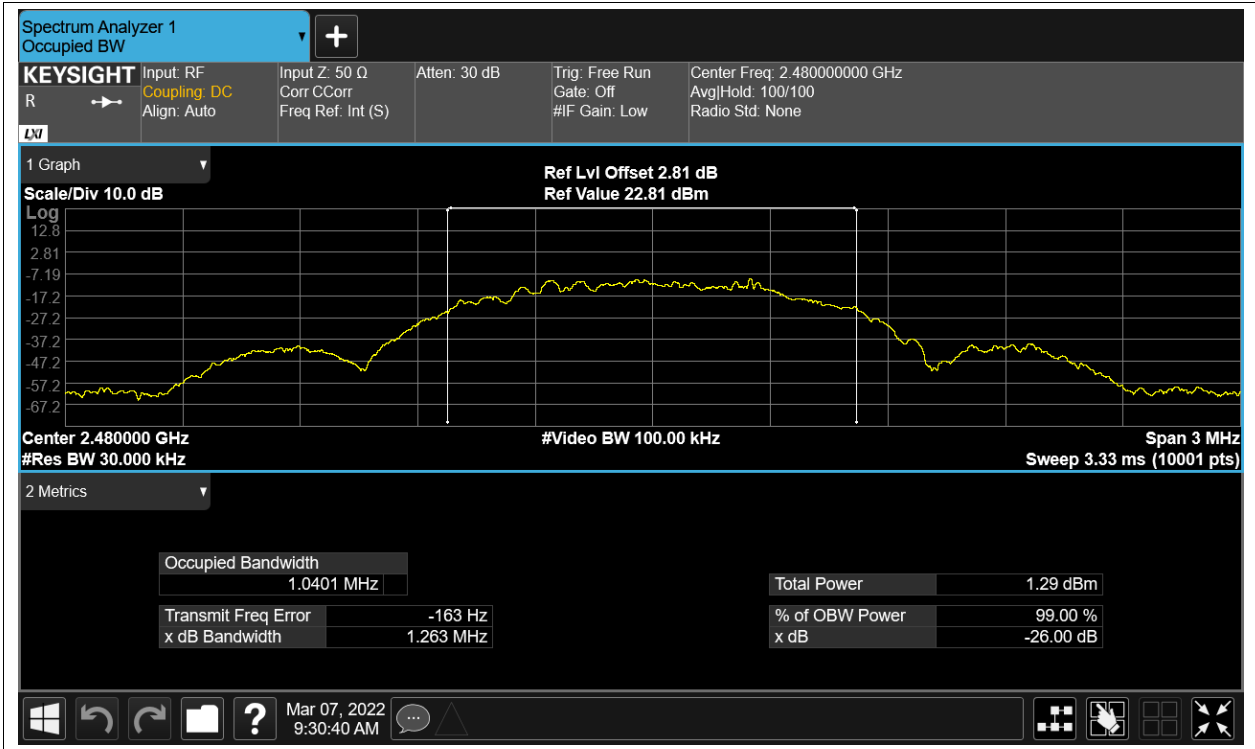 Spectrum Analyzer 1
Occupied BW
KEYSIGHT
R
LXI
Input: RF
Coupling: DC
Align: Auto
Input Z: 50 Ω
Corr CCorr
Freq Ref: Int (S)
Atten: 30 dB
Trig: Free Run
Gate: Off
#IF Gain: Low
Center Freq: 2.480000000 GHz
Avg|Hold: 100/100
Radio Std: None
1 Graph
Scale/Div 10.0 dB
Ref Lvl Offset 2.81 dB
Ref Value 22.81 dBm
Log
12.8
2.81
-7.19
-17.2
-27.2
-37.2
-47.2
-57.2
-67.2
Center 2.480000 GHz
#Video BW 100.00 kHz
Span 3 MHz
#Res BW 30.000 kHz
Sweep 3.33 ms (10001 pts)
2 Metrics
Occupied Bandwidth
1.0401 MHz
Transmit Freq Error -163 Hz
x dB Bandwidth 1.263 MHz
Total Power 1.29 dBm
% of OBW Power 99.00 %
x dB -26.00 dB
?
Mar 07, 2022
9:30:40 AM